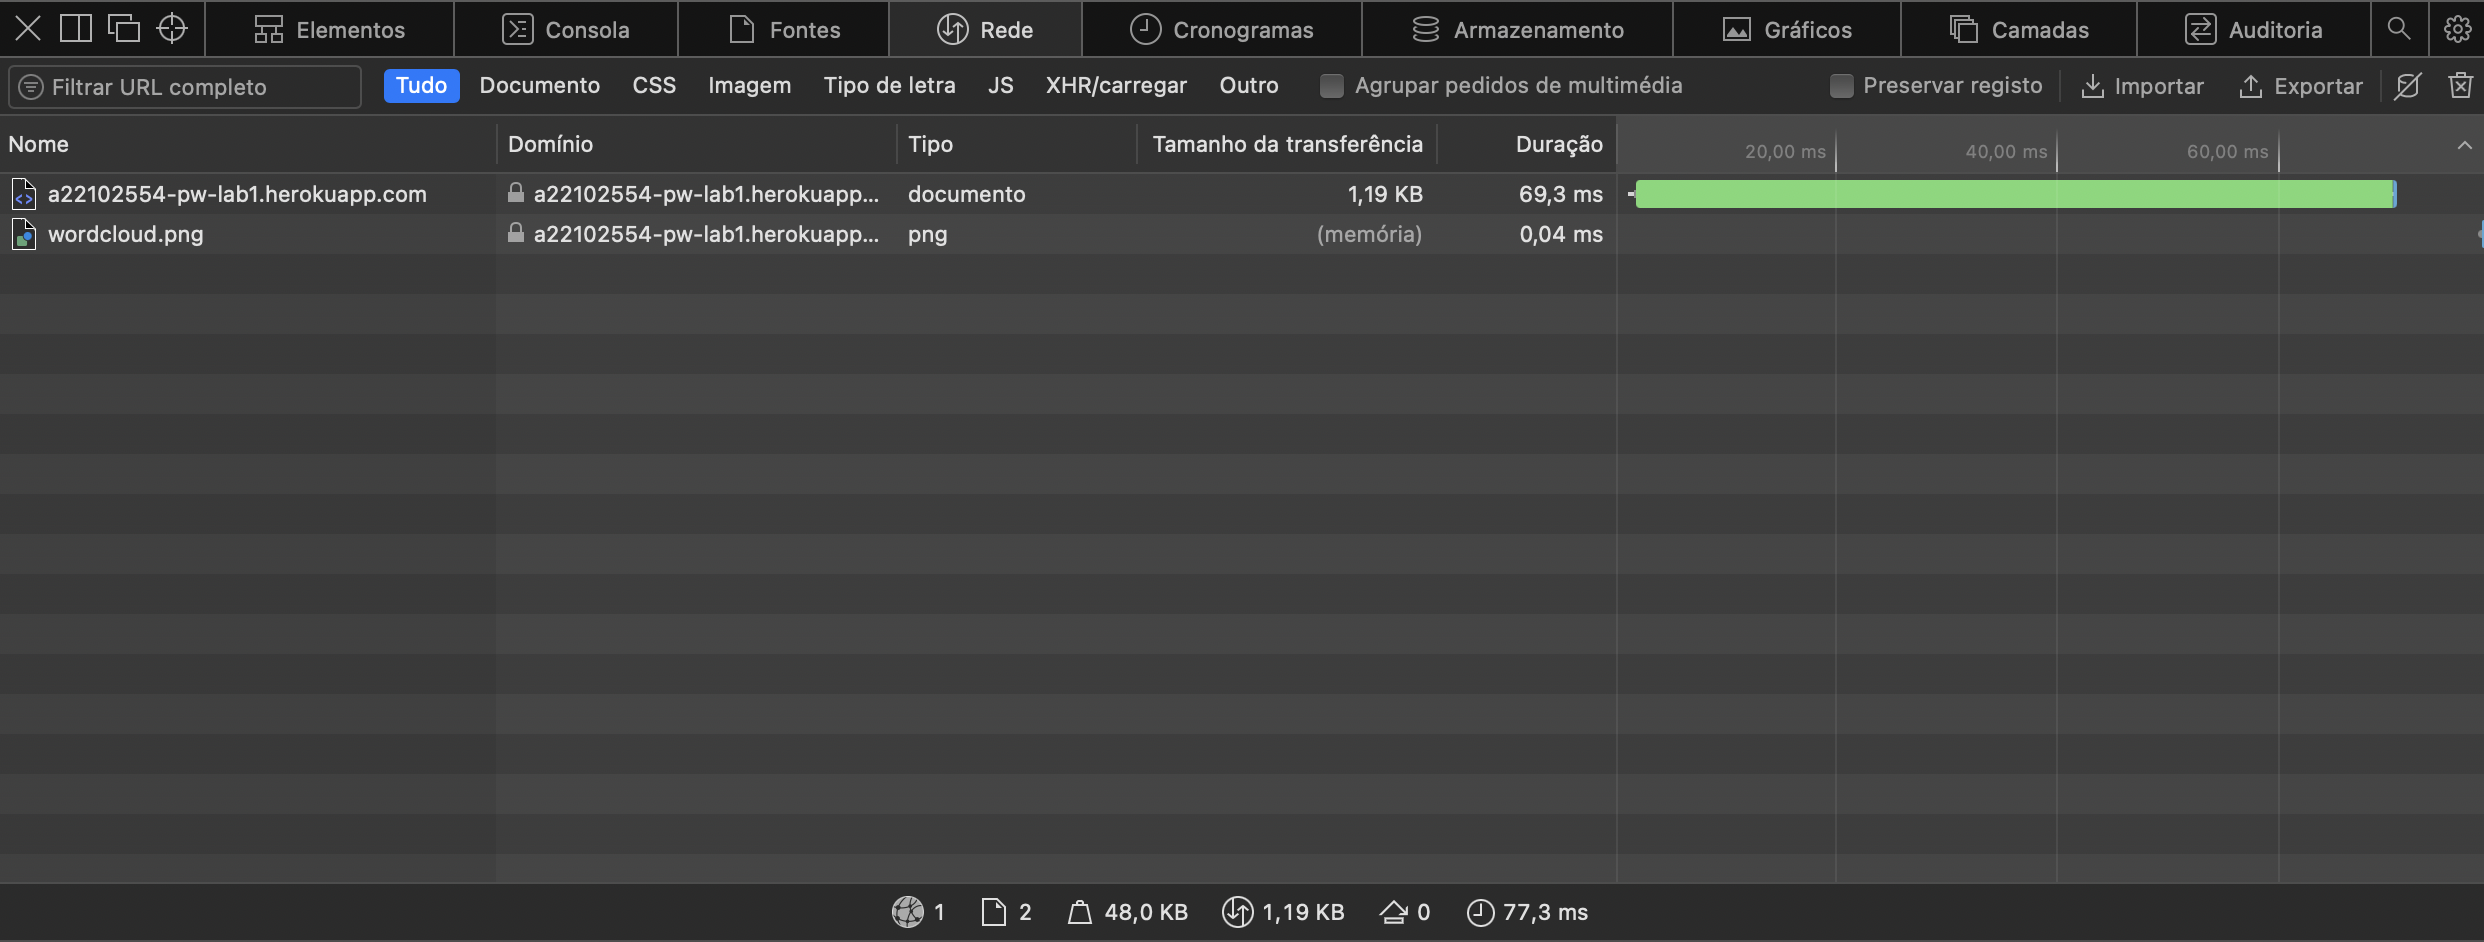 Elementos Consola Fontes Rede Cronogramas Armazenamento Gráficos Camadas Auditoria
Filtrar URL completo Tudo Documento CSS Imagem Tipo de letra JS XHR/carregar Outro Agrupar pedidos de multimédia Preservar registo Importar Exportar
Nome Domínio Tipo Tamanho da transferência Duração 20,00 ms 40,00 ms 60,00 ms
a22102554-pw-lab1.herokuapp.com a22102554-pw-lab1.herokuapp... documento 1,19 KB 69,3 ms
wordcloud.png a22102554-pw-lab1.herokuapp... png (memória) 0,04 ms
1 2 48,0 KB 1,19 KB 0 77,3 ms